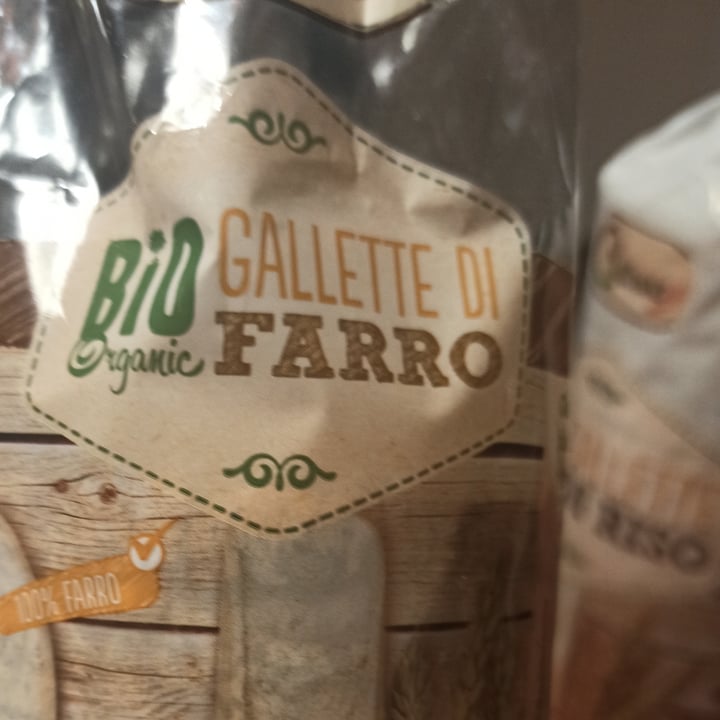 BiO
Organic
GALLETTE DI
FARRO
100% FARRO
RISO